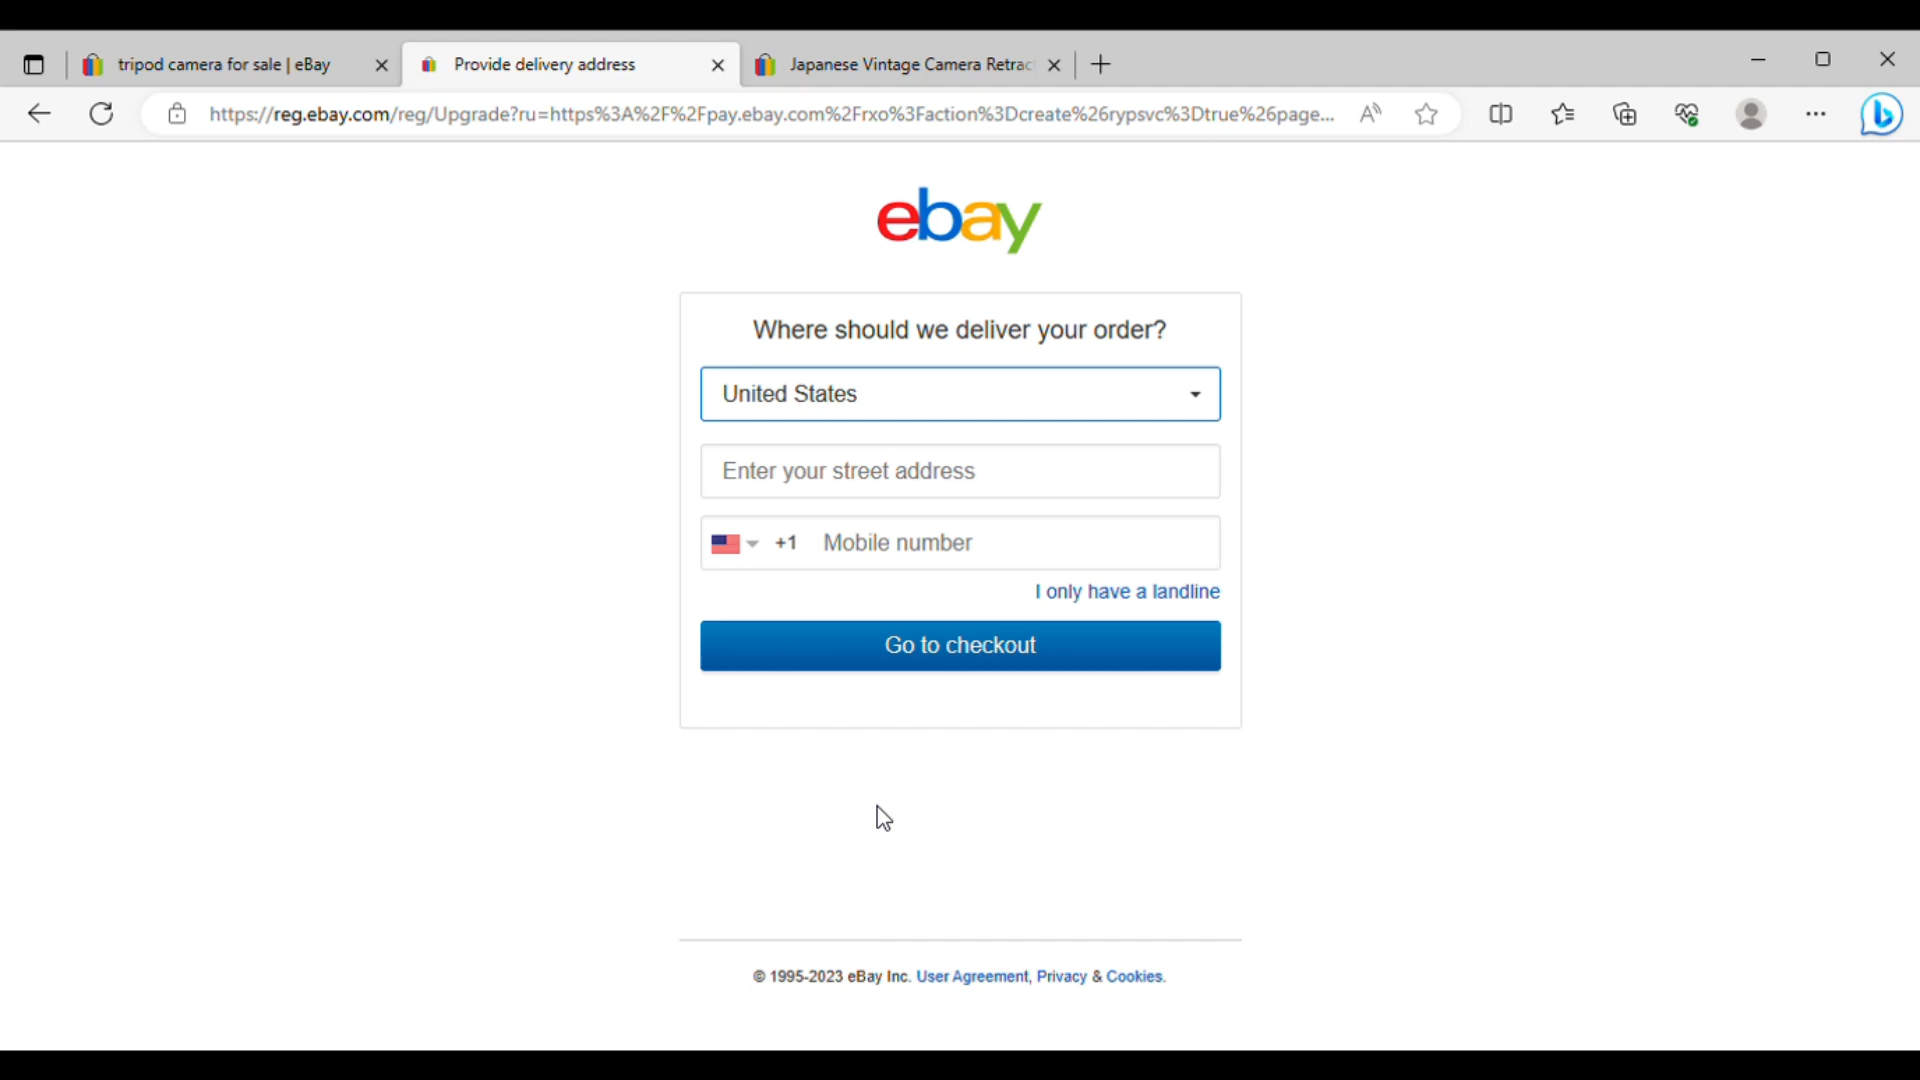 tripod camera for sale | eBay
Provide delivery address
Japanese Vintage Camera Retrac
https://reg.ebay.com/reg/Upgrade?ru=https%3A%2F%2Fpay.ebay.com%2Frxo%3Faction%3Dcreate%26rypsvc%3Dtrue%26page...
ebay
Where should we deliver your order?
United States
Enter your street address
+1 Mobile number
I only have a landline
Go to checkout
© 1995-2023 eBay Inc. User Agreement, Privacy & Cookies.